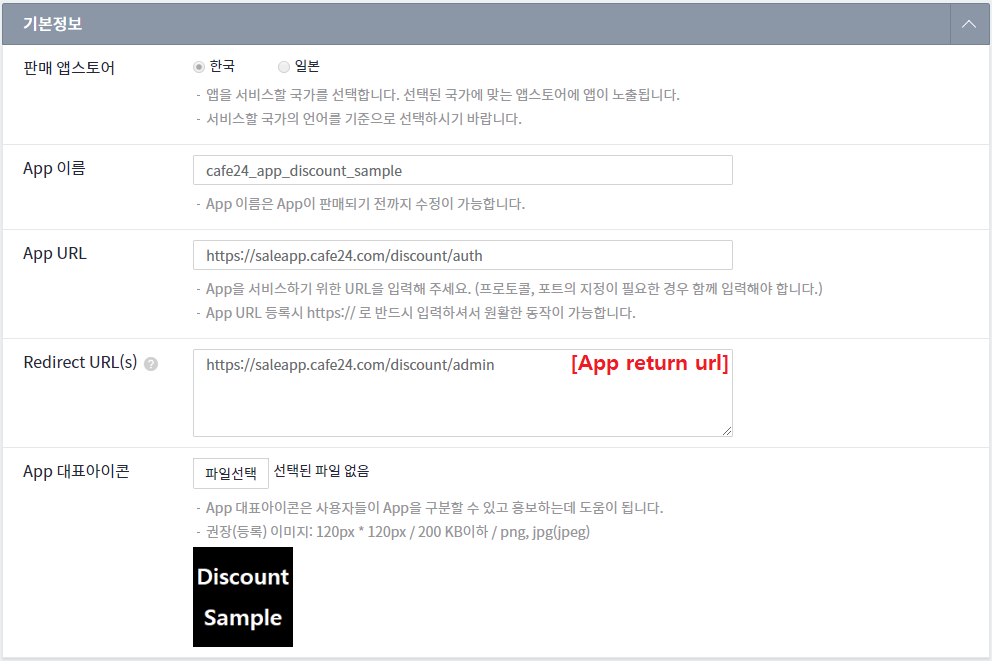 기본정보
판매 앱스토어
한국
일본
- 앱을 서비스할 국가를 선택합니다. 선택된 국가에 맞는 앱스토어에 앱이 노출됩니다.
- 서비스할 국가의 언어를 기준으로 선택하시기 바랍니다.
App 이름
cafe24_app_discount_sample
- App 이름은 App이 판매되기 전까지 수정이 가능합니다.
App URL
https://saleapp.cafe24.com/discount/auth
- App을 서비스하기 위한 URL을 입력해 주세요. (프로토콜, 포트의 지정이 필요한 경우 함께 입력해야 합니다.)
- App URL 등록시 https:// 로 반드시 입력하셔서 원활한 동작이 가능합니다.
Redirect URL(s) ?
https://saleapp.cafe24.com/discount/admin
[App return url]
App 대표아이콘
파일선택 선택된 파일 없음
- App 대표아이콘은 사용자들이 App을 구분할 수 있고 홍보하는데 도움이 됩니다.
- 권장(등록) 이미지: 120px * 120px / 200 KB이하 / png, jpg(jpeg)
Discount
Sample